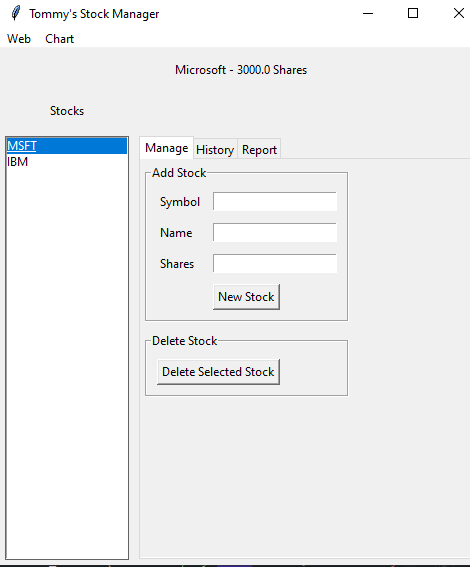 Tommy's Stock Manager
Web Chart
Microsoft - 3000.0 Shares
Stocks
MSFT
IBM
Manage History Report
Add Stock
Symbol
Name
Shares
New Stock
Delete Stock
Delete Selected Stock